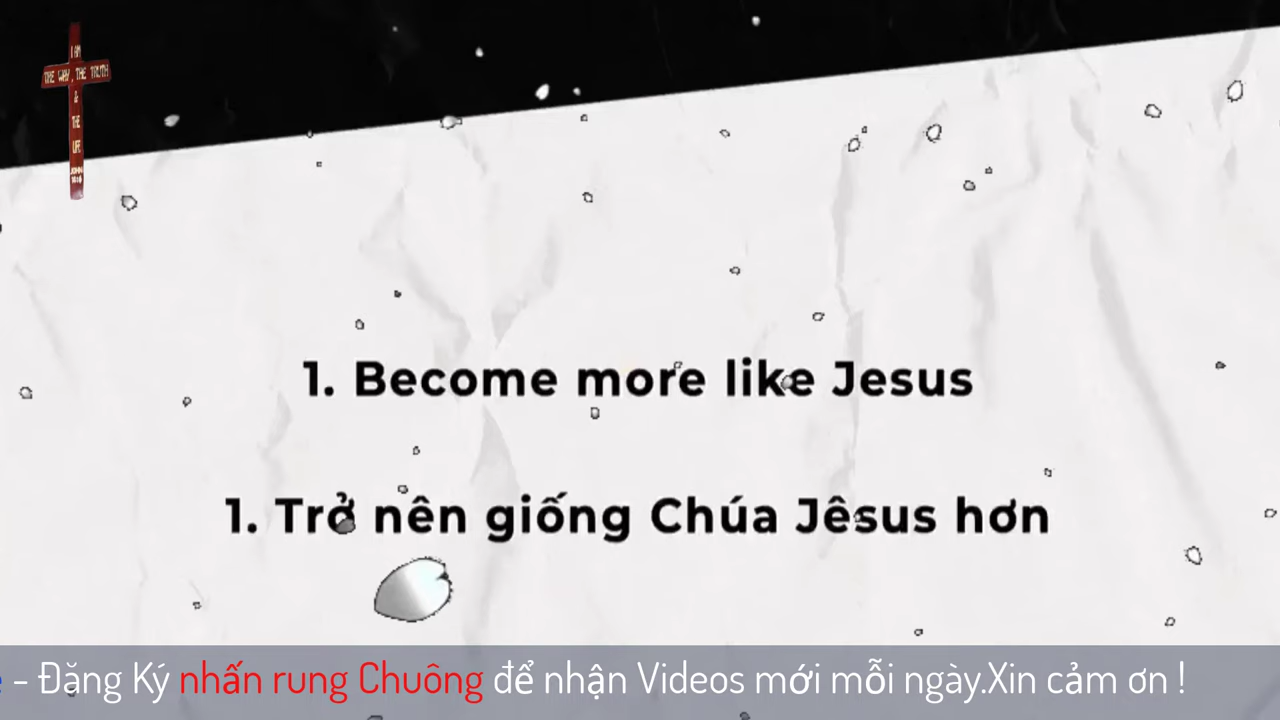 I AM
THE WAY, THE TRUTH
&
THE
LIFE
JOHN
1. Become more like Jesus
1. Trở nên giống Chúa Jêsus hơn
- Đăng Ký nhấn rung Chuông để nhận Videos mới mỗi ngày.Xin cảm ơn !